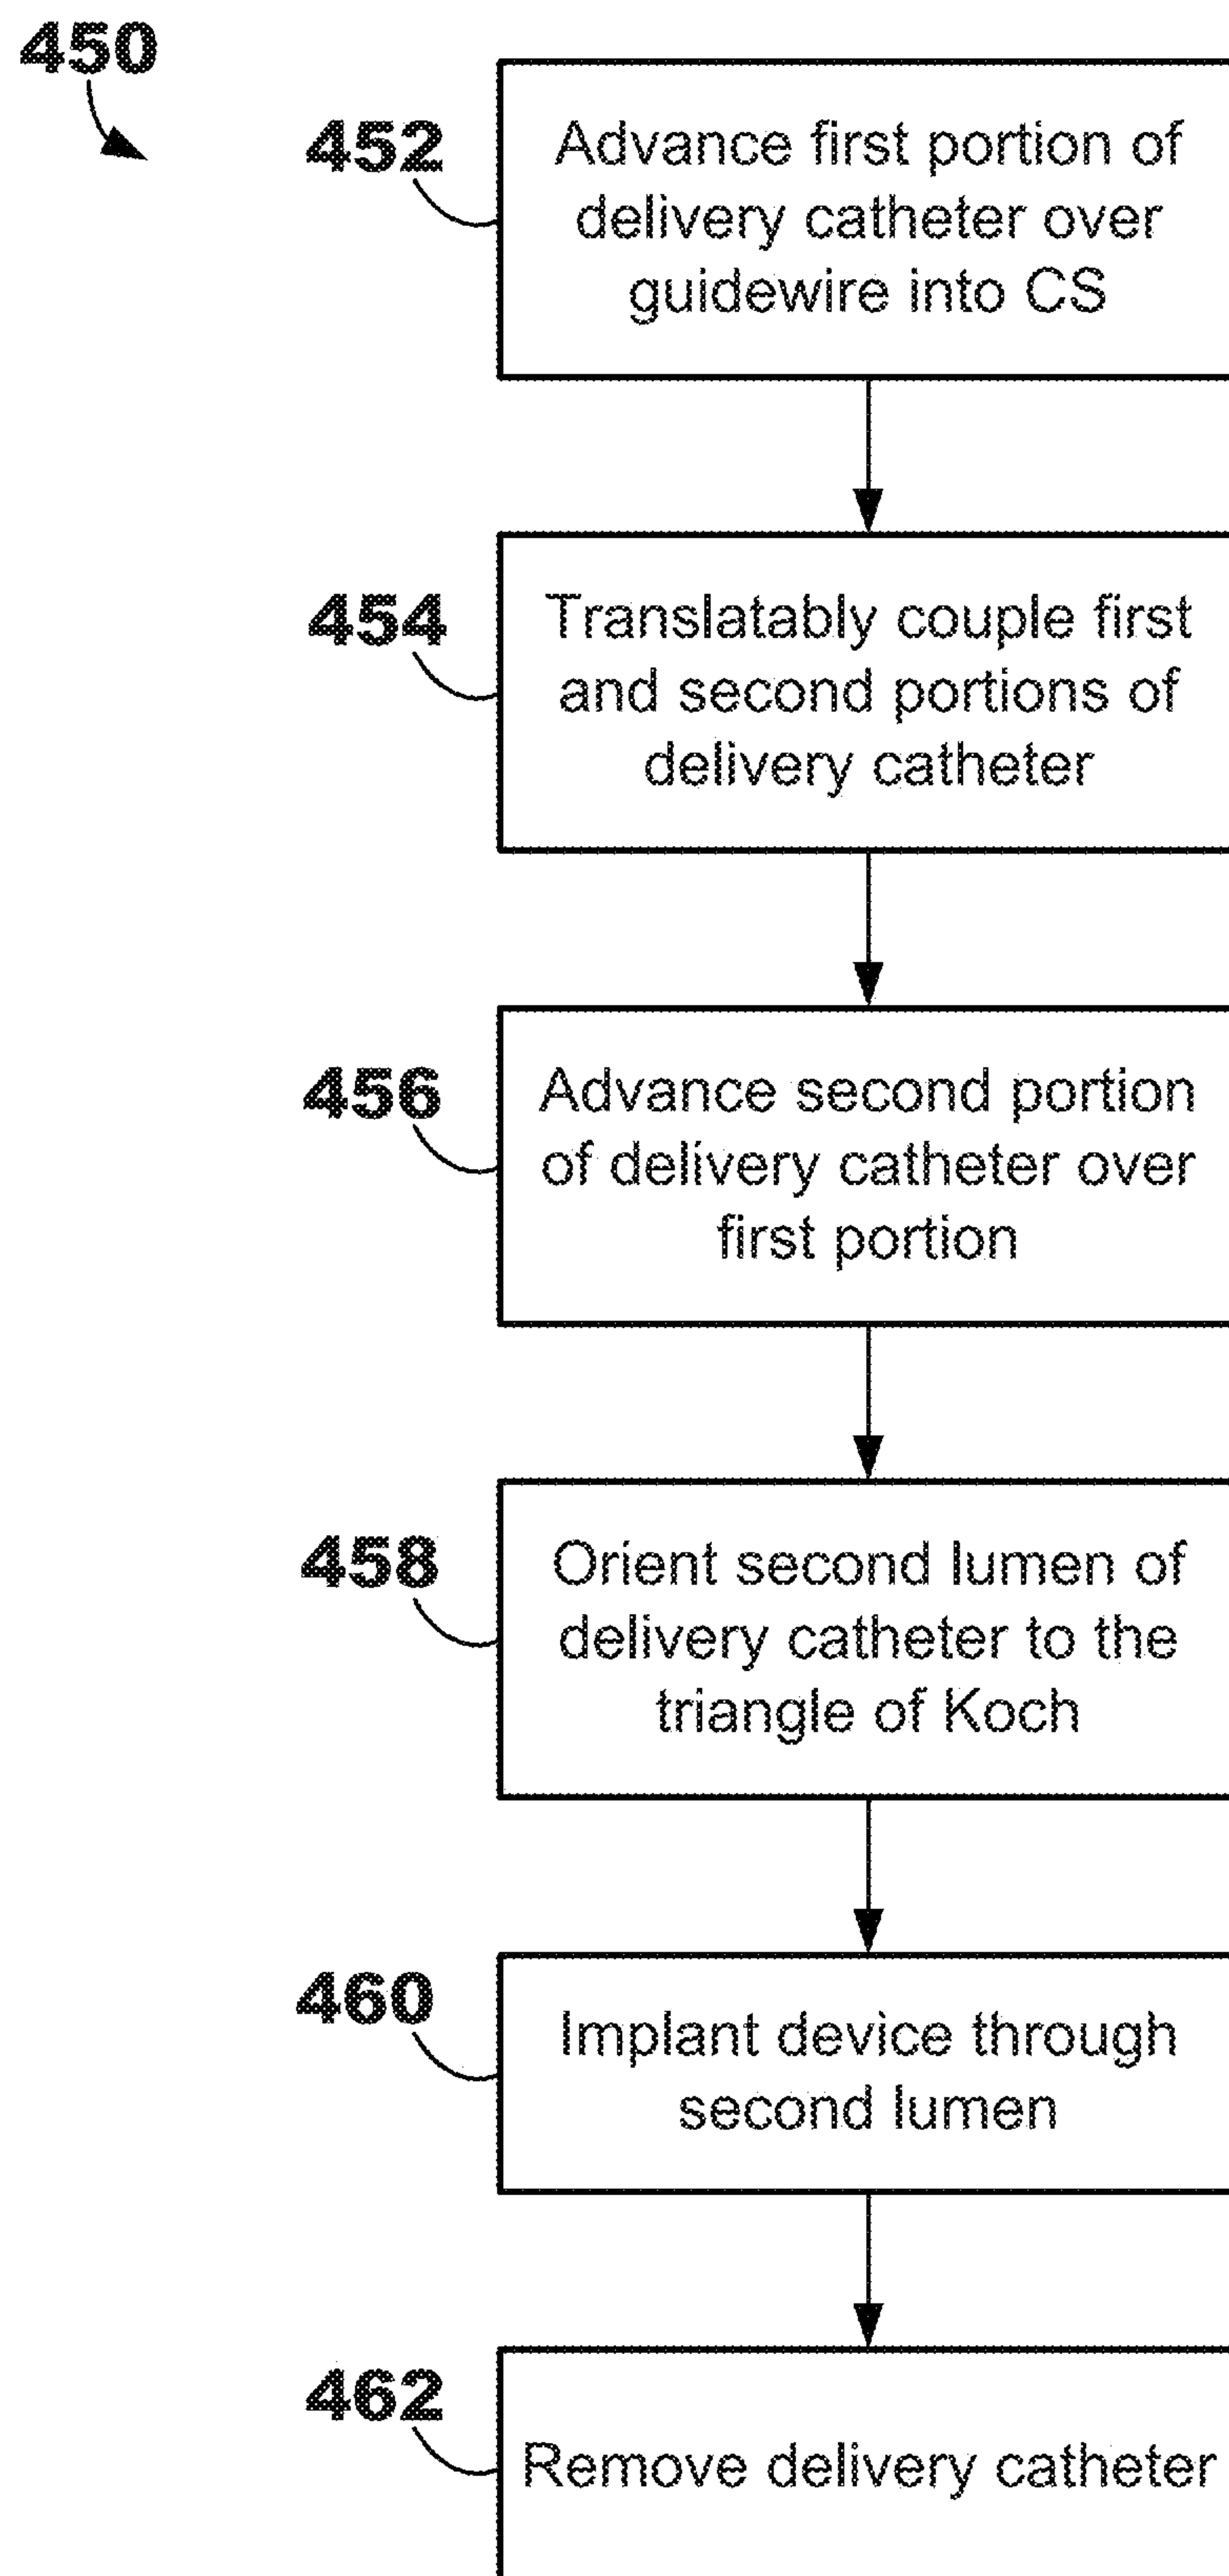 450
452
Advance first portion of
delivery catheter over
guidewire into CS
454
Translatably couple first
and second portions of
delivery catheter
456
Advance second portion
of delivery catheter over
first portion
458
Orient second lumen of
delivery catheter to the
triangle of Koch
460
Implant device through
second lumen
462
Remove delivery catheter